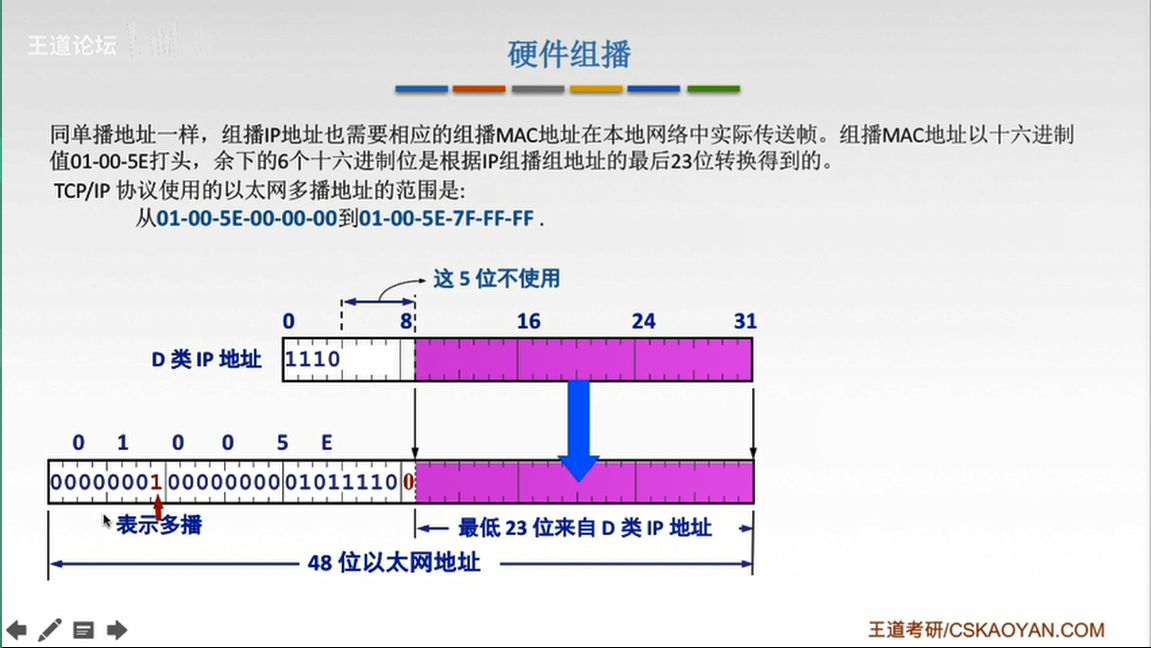 王道论坛
硬件组播
同单播地址一样，组播IP地址也需要相应的组播MAC地址在本地网络中实际传送帧。组播MAC地址以十六进制
值01-00-5E打头，余下的6个十六进制位是根据IP组播组地址的最后23位转换得到的。
TCP/IP 协议使用的以太网多播地址的范围是:
从01-00-5E-00-00-00到01-00-5E-7F-FF-FF .
这 5 位不使用
0 8 16 24 31
D 类 IP 地址 1110
0 1 0 0 5 E
00000001 00000000 01011110 0
表示多播
最低 23 位来自 D 类 IP 地址
48 位以太网地址
王道考研/CSKAOYAN.COM